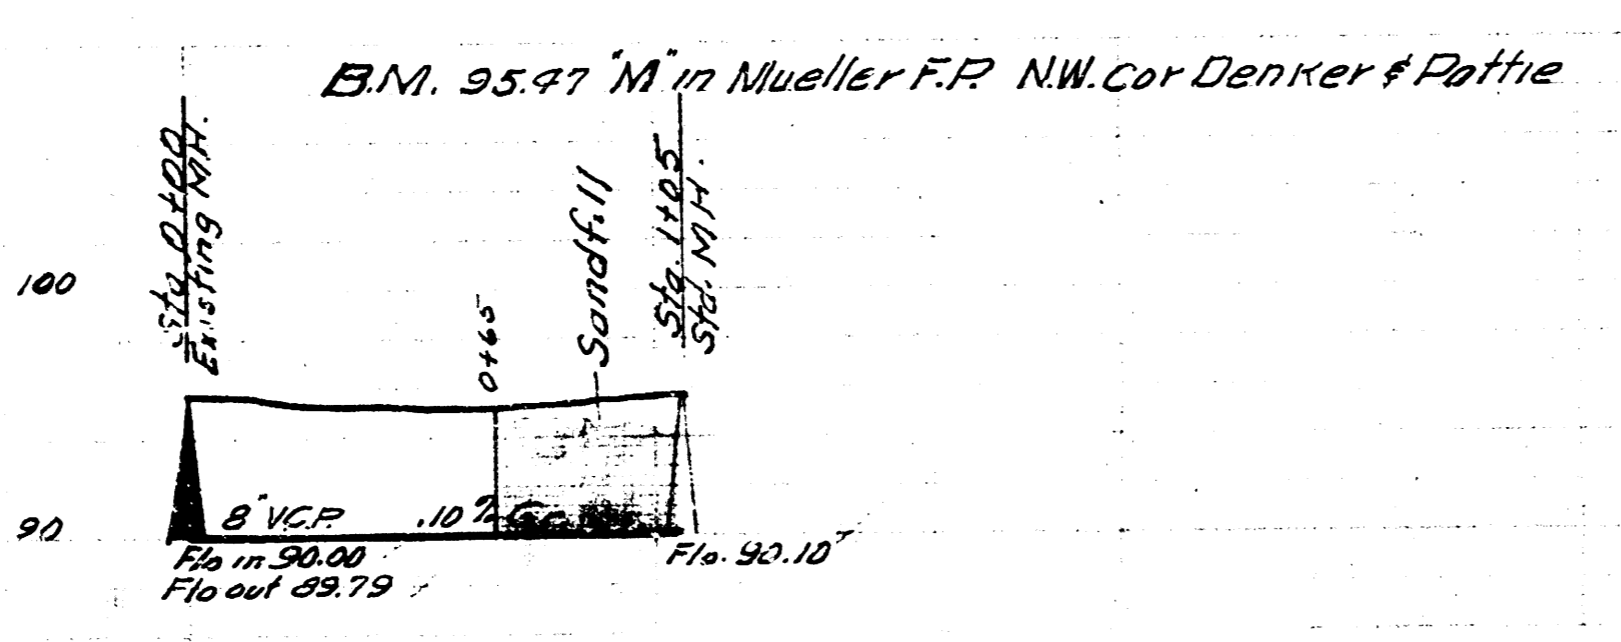 B.M. 95.47 "M" in Mueller F.P. N.W. Cor Denker & Pattie
Sta 0+00
Existing M.H.
0+65
Sandfill
Sta. 1+05
Std. M.H.
100
90
8" V.C.P. .10%
Flo in 90.00
Flo out 89.79
Flo. 90.10